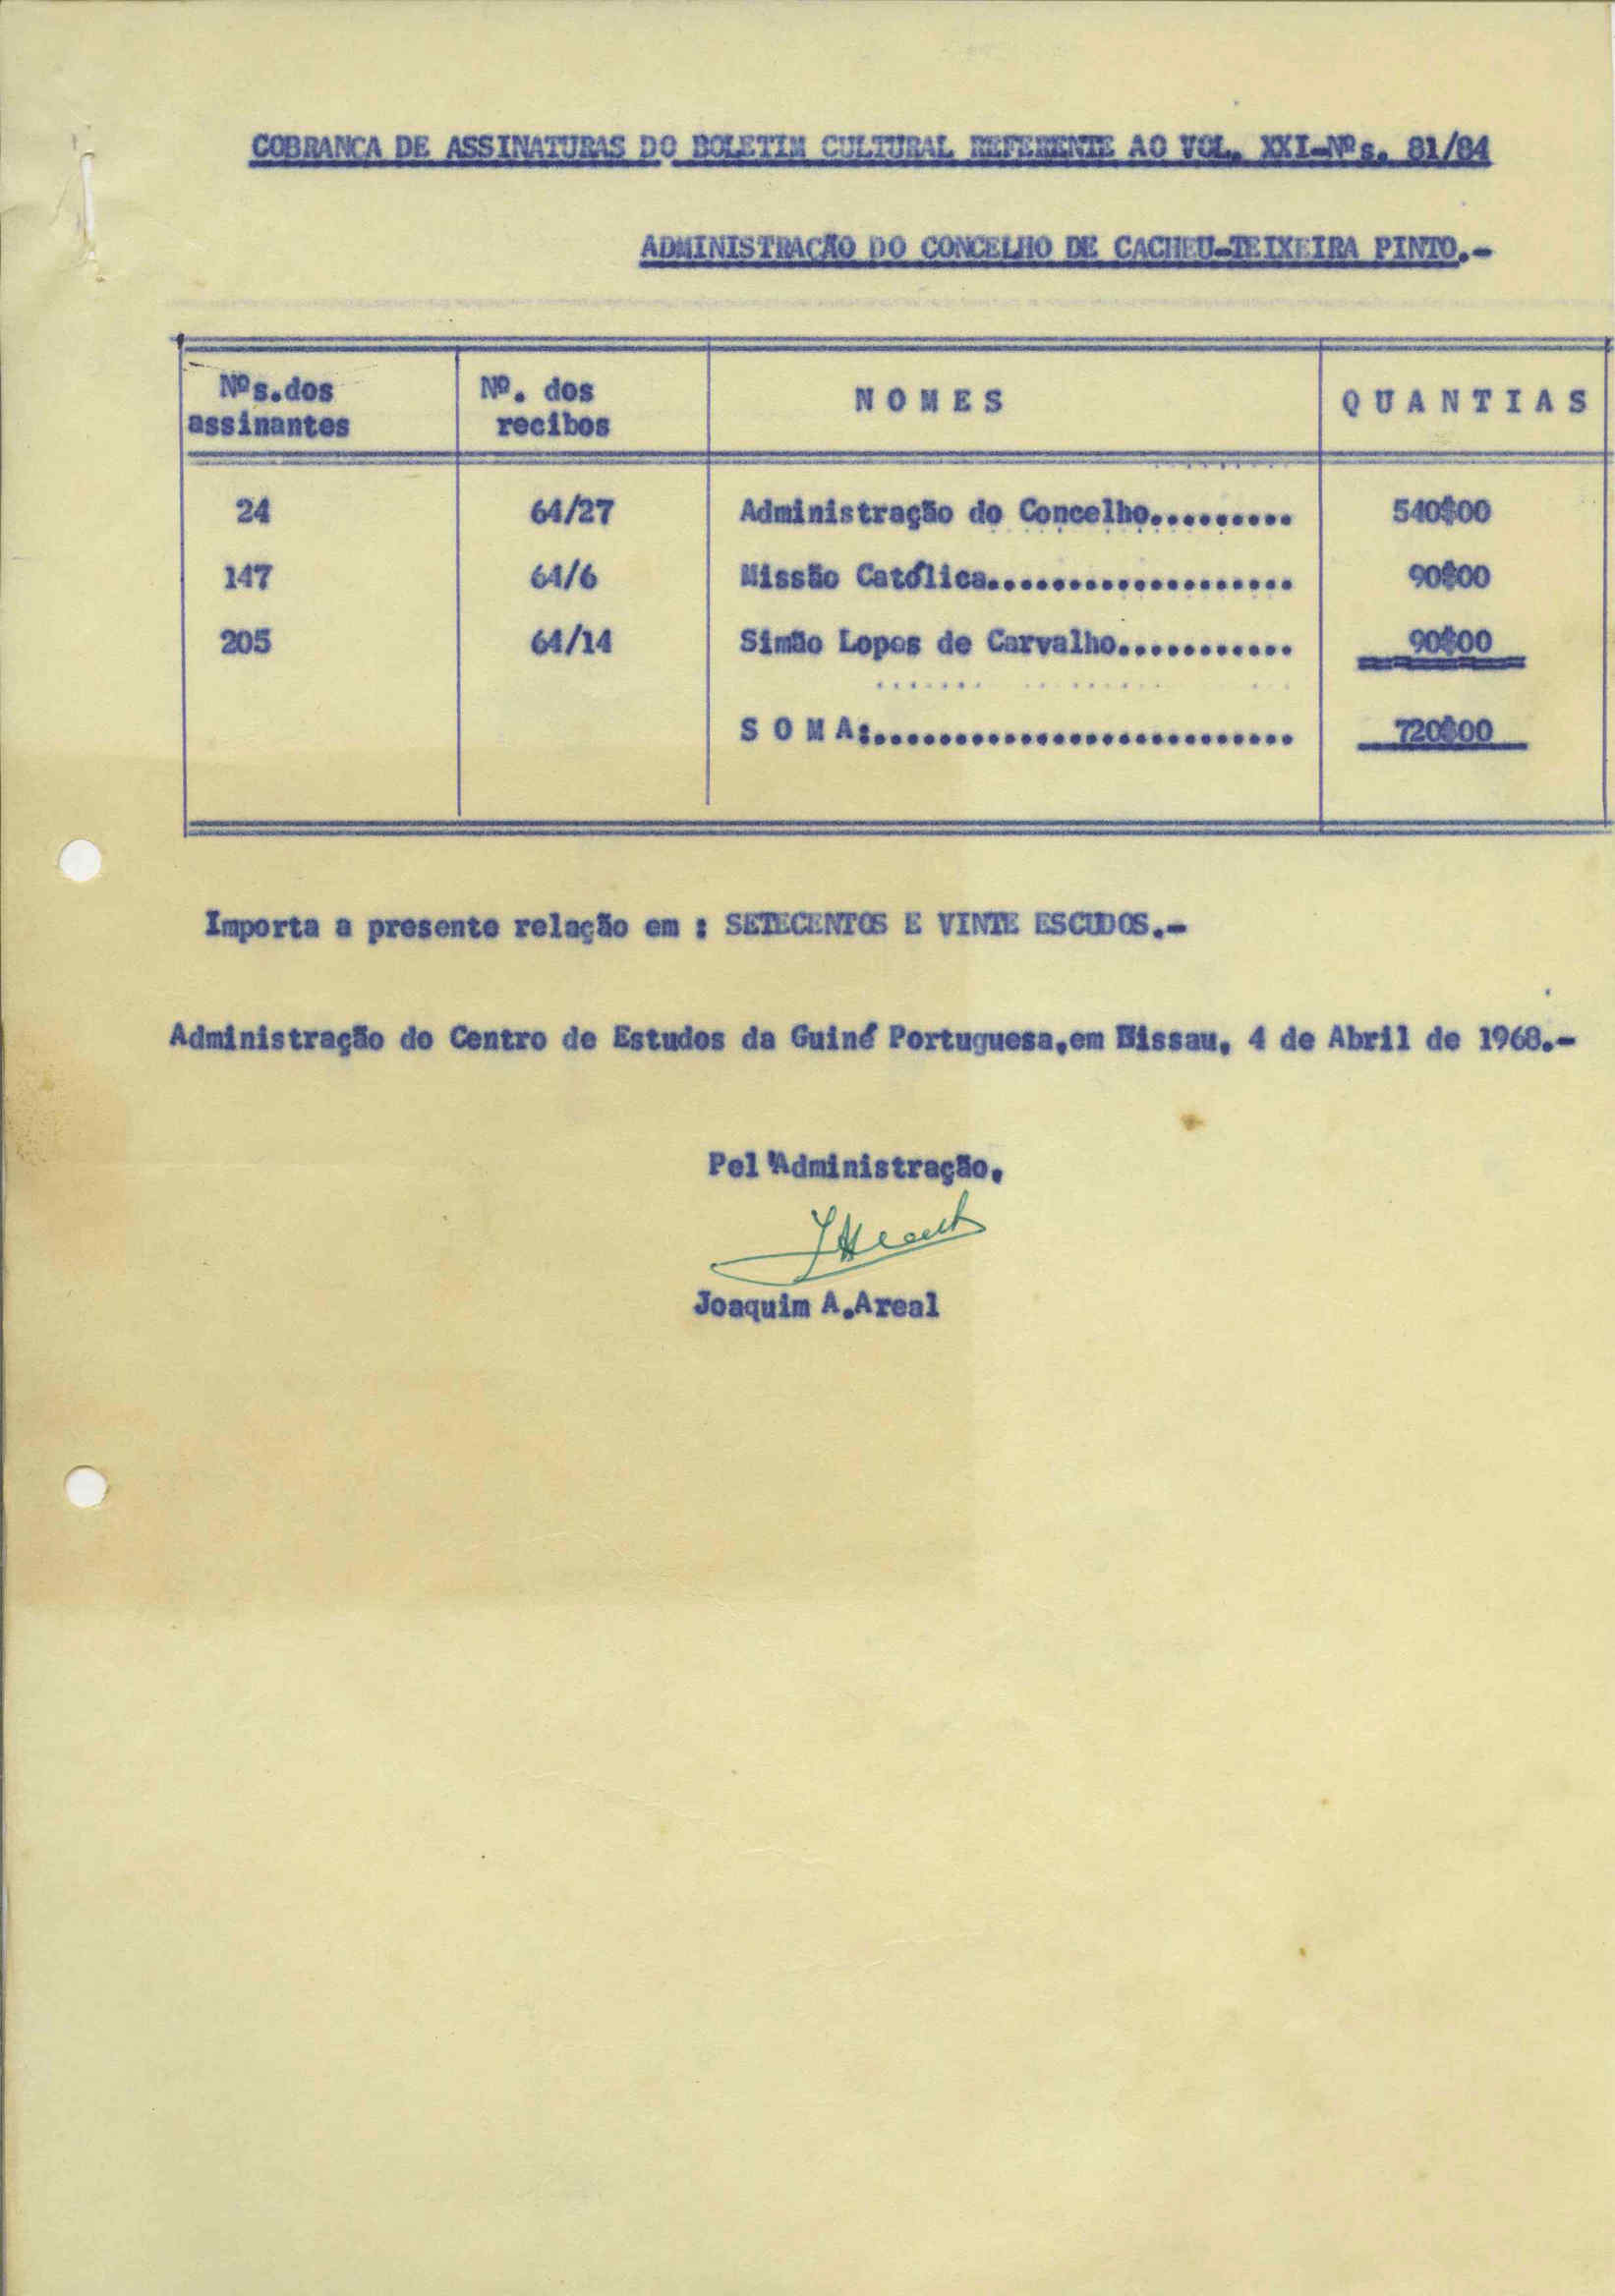 COBRANÇA DE ASSINATURAS DO BOLETIM CULTURAL REFERENTE AO VOL. XXI-Nºs. 81/84
ADMINISTRAÇÃO DO CONCELHO DE CACHEU-TEIXEIRA PINTO.-
Nºs.dos assinantes Nº. dos recibos N O M E S Q U A N T I A S
24 64/27 Administração do Concelho......... 540$00
147 64/6 Missão Católica................... 90$00
205 64/14 Simão Lopes de Carvalho........... 90$00
S O M A:.......................... 720$00
Importa a presente relação em : SETECENTOS E VINTE ESCUDOS.-
Administração do Centro de Estudos da Guiné Portuguesa,em Bissau, 4 de Abril de 1968.-
Pel'Administração,
Joaquim A.Areal